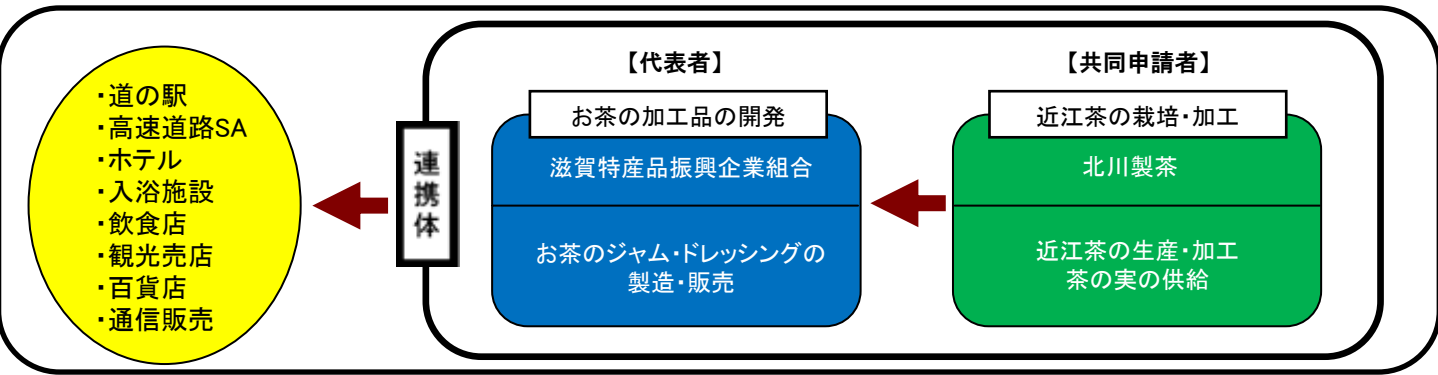 ・道の駅
・高速道路SA
・ホテル
・入浴施設
・飲食店
・観光売店
・百貨店
・通信販売
連携体
【代表者】
お茶の加工品の開発
滋賀特産品振興企業組合
お茶のジャム・ドレッシングの
製造・販売
【共同申請者】
近江茶の栽培・加工
北川製茶
近江茶の生産・加工
茶の実の供給